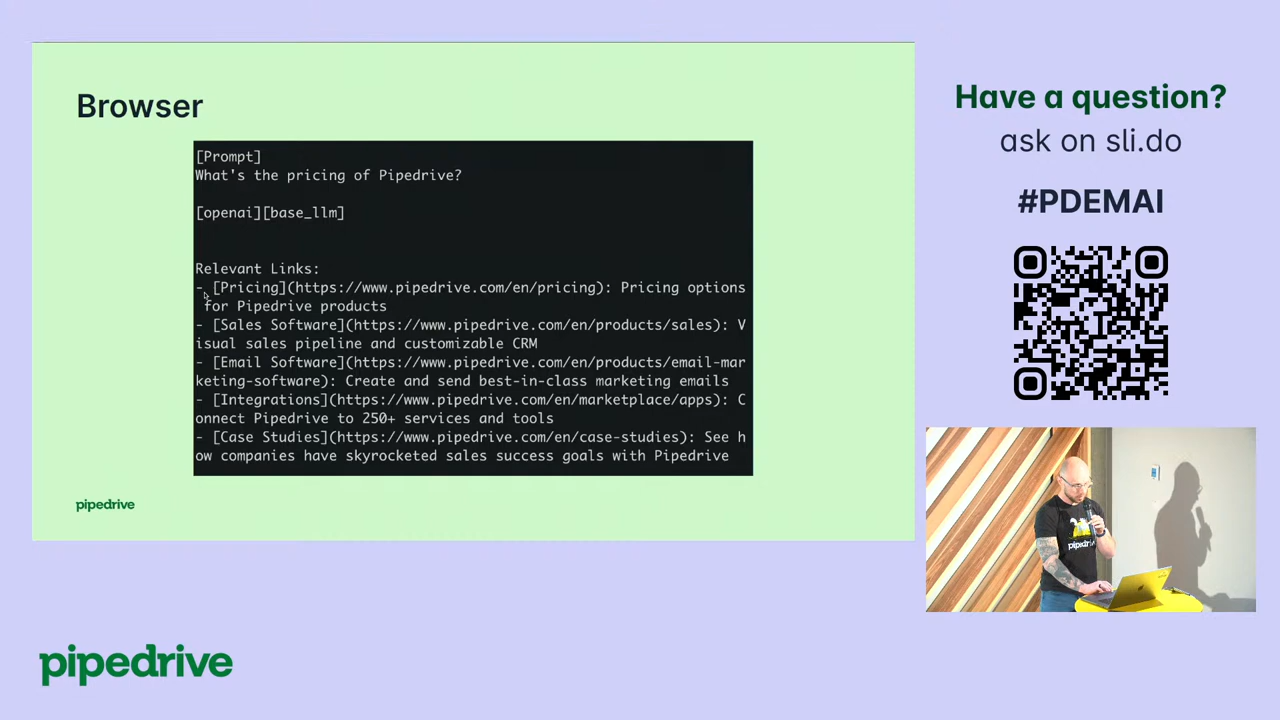 Browser
[Prompt]
What's the pricing of Pipedrive?
[openai][base_llm]
Relevant Links:
- [Pricing](https://www.pipedrive.com/en/pricing): Pricing options
for Pipedrive products
- [Sales Software](https://www.pipedrive.com/en/products/sales): V
isual sales pipeline and customizable CRM
- [Email Software](https://www.pipedrive.com/en/products/email-mar
keting-software): Create and send best-in-class marketing emails
- [Integrations](https://www.pipedrive.com/en/marketplace/apps): C
onnect Pipedrive to 250+ services and tools
- [Case Studies](https://www.pipedrive.com/en/case-studies): See h
ow companies have skyrocketed sales success goals with Pipedrive
pipedrive
Have a question?
ask on sli.do
#PDEMAI
pipedrive
pipedrive